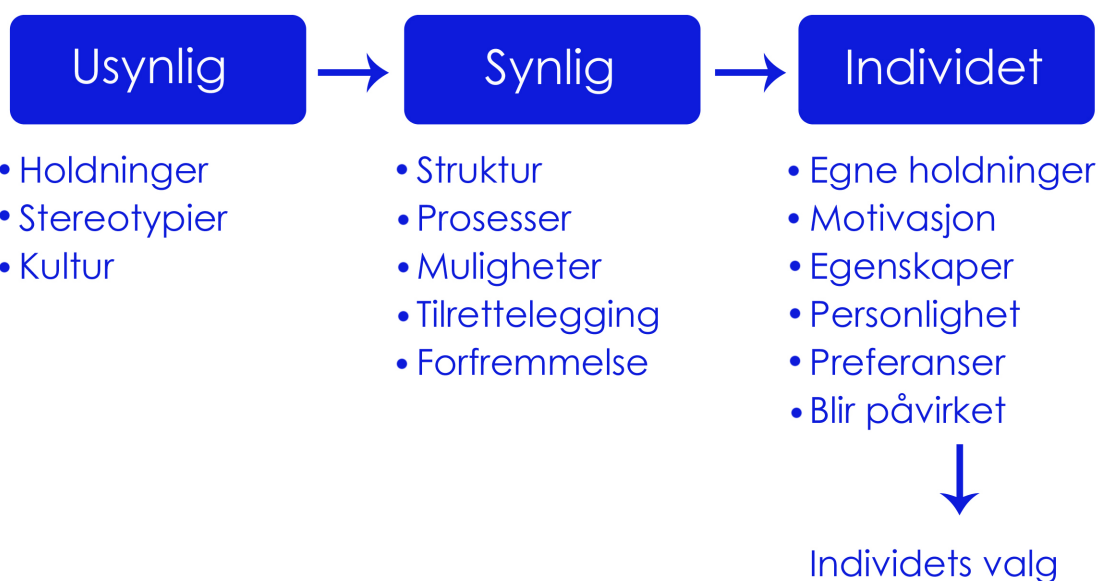 Usynlig
• Holdninger
• Stereotypier
• Kultur
Synlig
• Struktur
• Prosesser
• Muligheter
• Tilrettelegging
• Forfremmelse
Individet
• Egne holdninger
• Motivasjon
• Egenskaper
• Personlighet
• Preferanser
• Blir påvirket
Individets valg